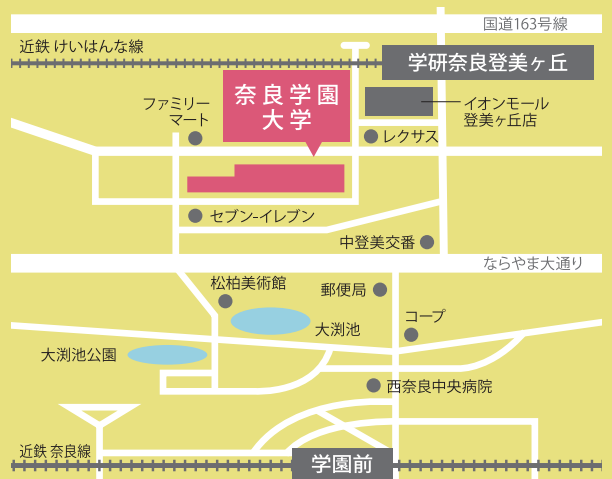 国道163号線
近鉄 けいはんな線
学研奈良登美ヶ丘
奈良学園
大学
ファミリー
マート
イオンモール
登美ヶ丘店
レクサス
セブン-イレブン
中登美交番
ならやま大通り
松柏美術館
郵便局
大渕池
コープ
大渕池公園
西奈良中央病院
近鉄 奈良線
学園前